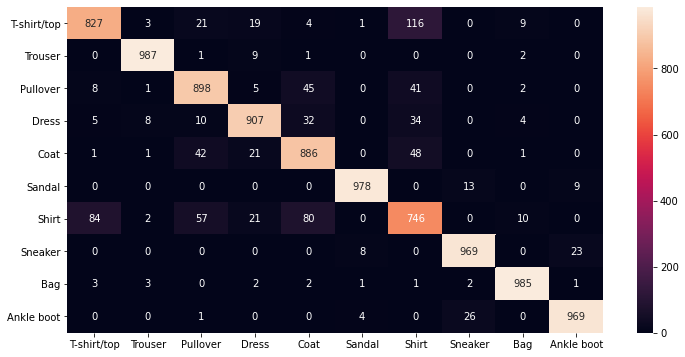 T-shirt/top 827 3 21 19 4 1 116 0 9 0
Trouser 0 987 1 9 1 0 0 0 2 0
Pullover 8 1 898 5 45 0 41 0 2 0
Dress 5 8 10 907 32 0 34 0 4 0
Coat 1 1 42 21 886 0 48 0 1 0
Sandal 0 0 0 0 0 978 0 13 0 9
Shirt 84 2 57 21 80 0 746 0 10 0
Sneaker 0 0 0 0 0 8 0 969 0 23
Bag 3 3 0 2 2 1 1 2 985 1
Ankle boot 0 0 1 0 0 4 0 26 0 969
T-shirt/top Trouser Pullover Dress Coat Sandal Shirt Sneaker Bag Ankle boot
800
600
400
200
0